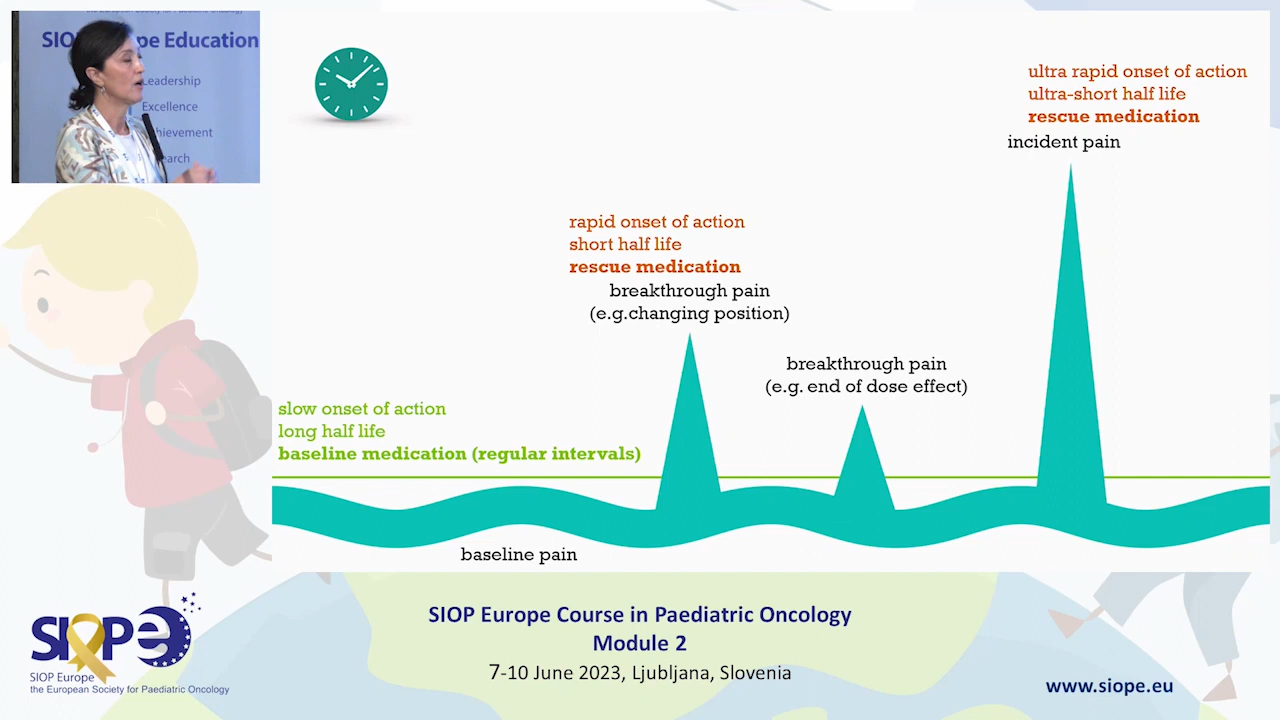 SIOP Europe Education
Leadership
Excellence
hievement
arch
ultra rapid onset of action
ultra-short half life
rescue medication
incident pain
rapid onset of action
short half life
rescue medication
breakthrough pain
(e.g.changing position)
breakthrough pain
(e.g. end of dose effect)
slow onset of action
long half life
baseline medication (regular intervals)
baseline pain
SIOP Europe Course in Paediatric Oncology
Module 2
7-10 June 2023, Ljubljana, Slovenia
SIOP e
SIOP Europe
the European Society for Paediatric Oncology
www.siope.eu